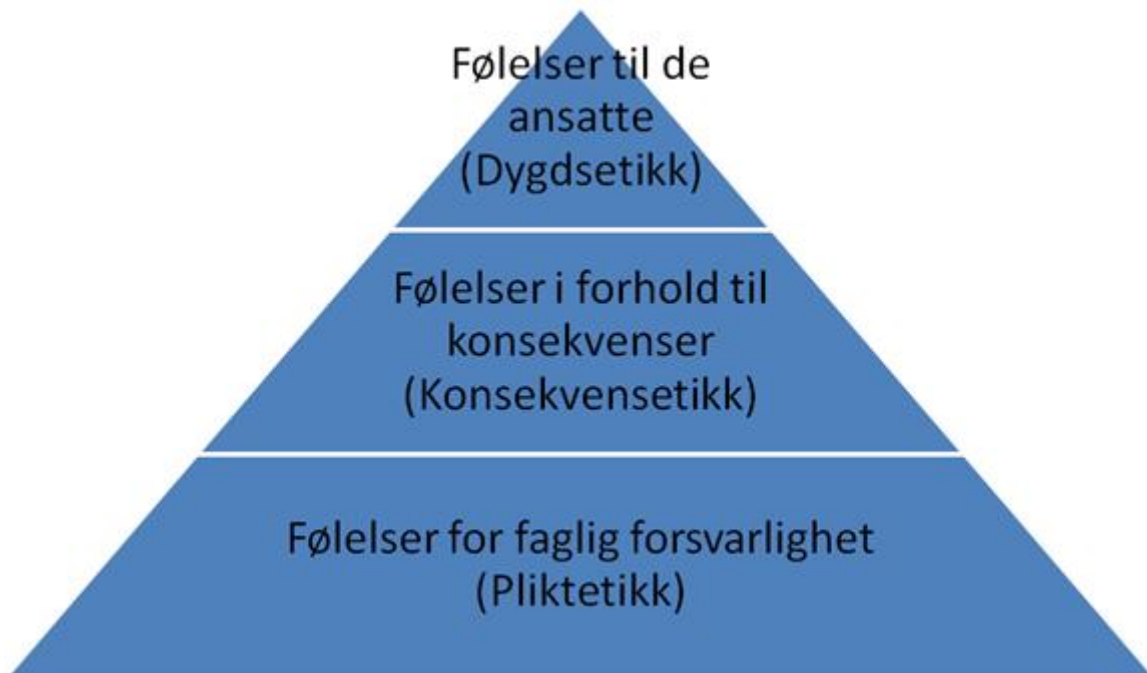 Følelser til de
ansatte
(Dygdsetikk)
Følelser i forhold til
konsekvenser
(Konsekvensetikk)
Følelser for faglig forsvarlighet
(Pliktetikk)